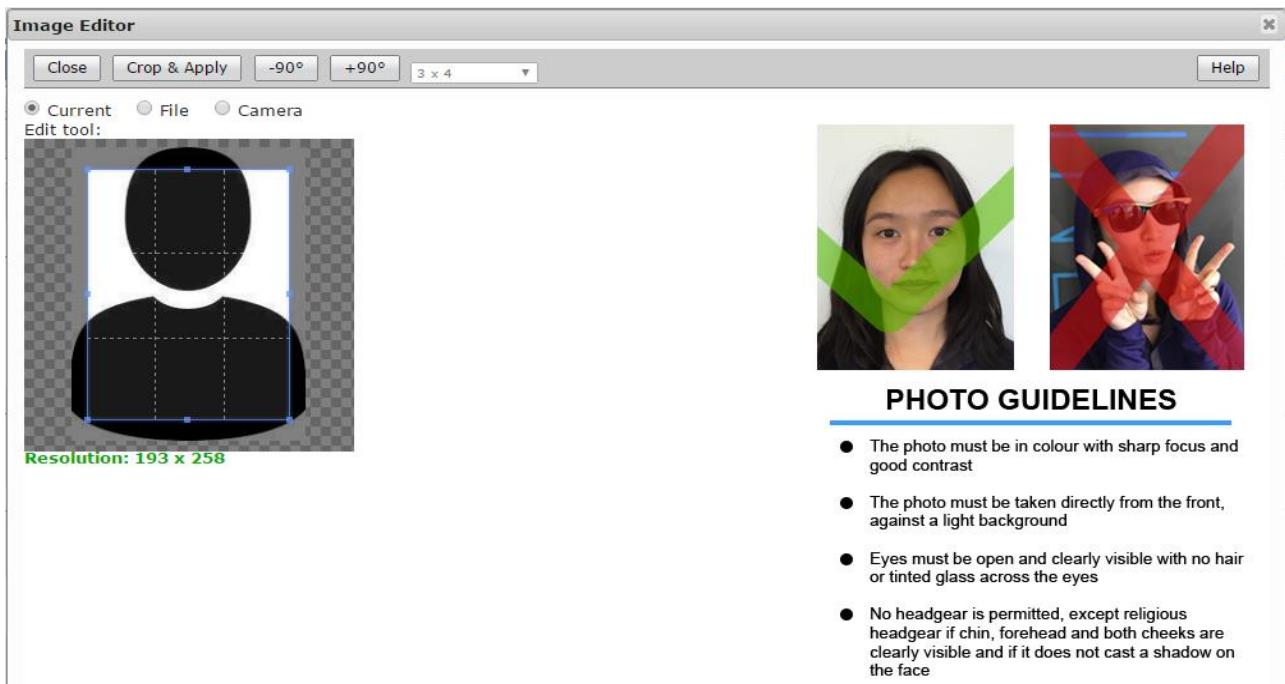 Image Editor
Close Crop & Apply -90° +90° 3 x 4 Help
Current File Camera
Edit tool:
Resolution: 193 x 258
PHOTO GUIDELINES
The photo must be in colour with sharp focus and
good contrast
The photo must be taken directly from the front,
against a light background
Eyes must be open and clearly visible with no hair
or tinted glass across the eyes
No headgear is permitted, except religious
headgear if chin, forehead and both cheeks are
clearly visible and if it does not cast a shadow on
the face